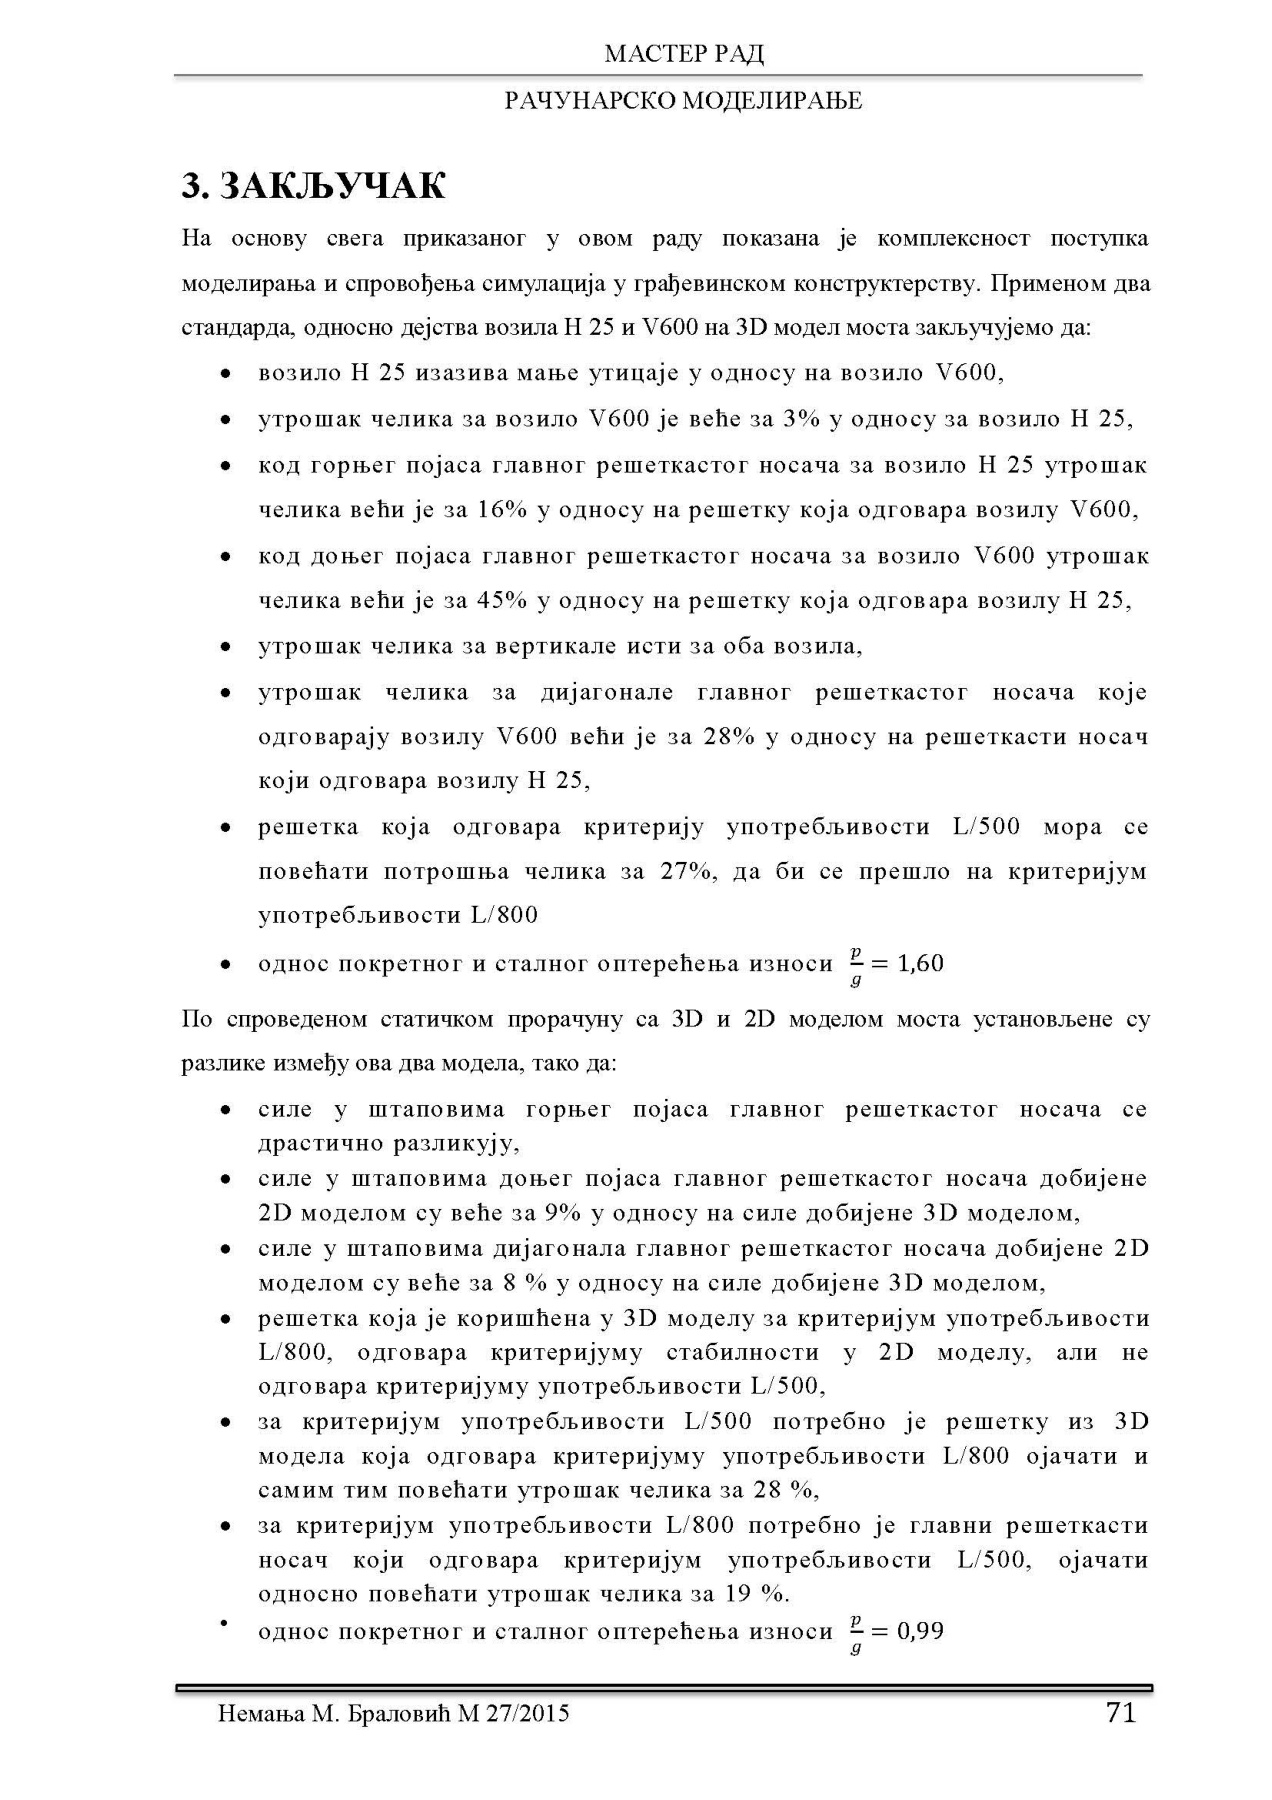 МАСТЕР РАД
РАЧУНАРСКО МОДЕЛИРАЊЕ
3. ЗАКЉУЧАК
На основу свега приказаног у овом раду показана је комплексност поступка
моделирања и спровођења симулација у грађевинском конструктерству. Применом два
стандарда, односно дејства возила H 25 и V600 на 3D модел моста закључујемо да:
• возило H 25 изазива мање утицаје у односу на возило V600,
• утрошак челика за возило V600 је веће за 3% у односу за возило H 25,
• код горњег појаса главног решеткастог носача за возило H 25 утрошак
челика већи је за 16% у односу на решетку која одговара возилу V600,
• код доњег појаса главног решеткастог носача за возило V600 утрошак
челика већи је за 45% у односу на решетку која одговара возилу H 25,
• утрошак челика за вертикале исти за оба возила,
• утрошак челика за дијагонале главног решеткастог носача које
одговарају возилу V600 већи је за 28% у односу на решеткасти носач
који одговара возилу H 25,
• решетка која одговара критерију употребљивости L/500 мора се
повећати потрошња челика за 27%, да би се прешло на критеријум
употребљивости L/800
• однос покретног и сталног оптерећења износи p/g = 1,60
По спроведеном статичком прорачуну са 3D и 2D моделом моста установљене су
разлике између ова два модела, тако да:
• силе у штаповима горњег појаса главног решеткастог носача се
драстично разликују,
• силе у штаповима доњег појаса главног решеткастог носача добијене
2D моделом су веће за 9% у односу на силе добијене 3D моделом,
• силе у штаповима дијагонала главног решеткастог носача добијене 2D
моделом су веће за 8 % у односу на силе добијене 3D моделом,
• решетка која је коришћена у 3D моделу за критеријум употребљивости
L/800, одговара критеријуму стабилности у 2D моделу, али не
одговара критеријуму употребљивости L/500,
• за критеријум употребљивости L/500 потребно је решетку из 3D
модела која одговара критеријуму употребљивости L/800 ојачати и
самим тим повећати утрошак челика за 28 %,
• за критеријум употребљивости L/800 потребно је главни решеткасти
носач који одговара критеријум употребљивости L/500, ојачати
односно повећати утрошак челика за 19 %.
• однос покретног и сталног оптерећења износи p/g = 0,99
Немања М. Браловић М 27/2015 71